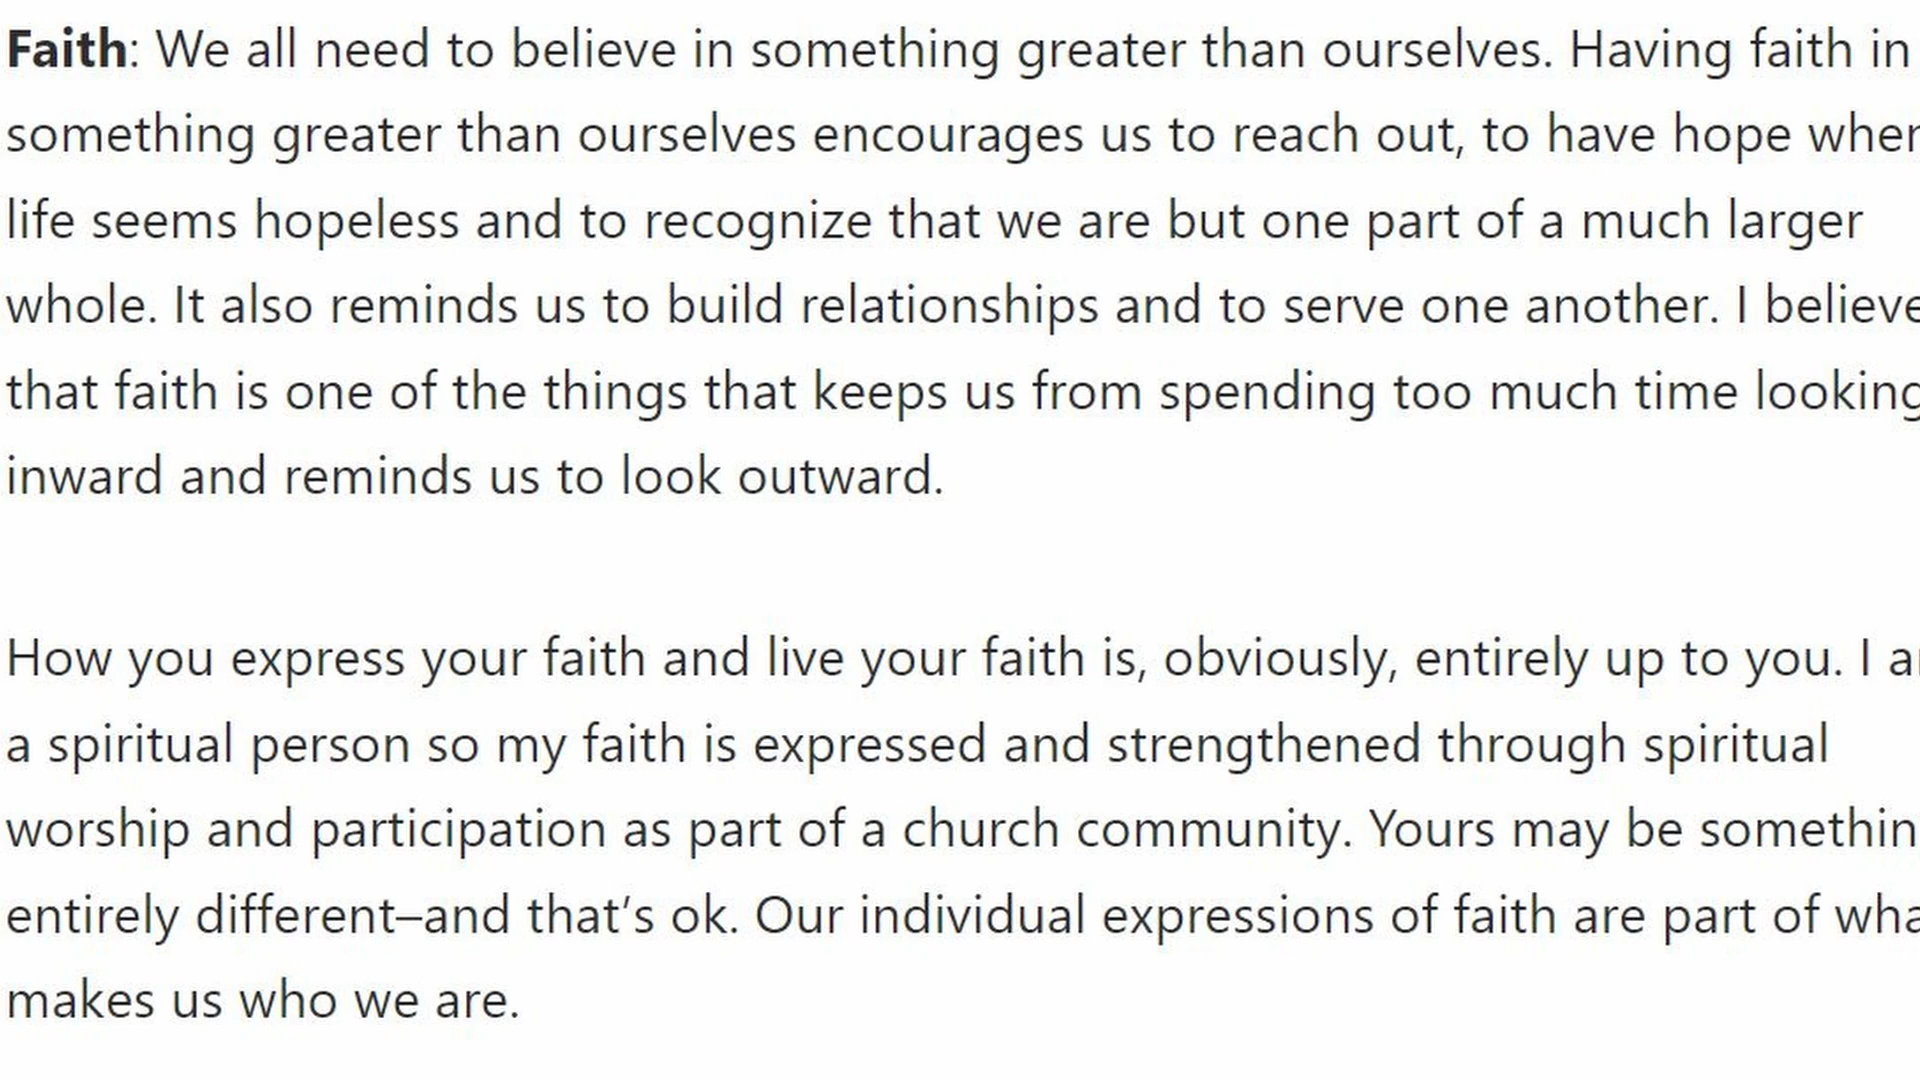 Faith: We all need to believe in something greater than ourselves. Having faith in
something greater than ourselves encourages us to reach out, to have hope when
life seems hopeless and to recognize that we are but one part of a much larger
whole. It also reminds us to build relationships and to serve one another. I believe
that faith is one of the things that keeps us from spending too much time looking
inward and reminds us to look outward.
How you express your faith and live your faith is, obviously, entirely up to you. I a
a spiritual person so my faith is expressed and strengthened through spiritual
worship and participation as part of a church community. Yours may be somethin
entirely different–and that’s ok. Our individual expressions of faith are part of wha
makes us who we are.